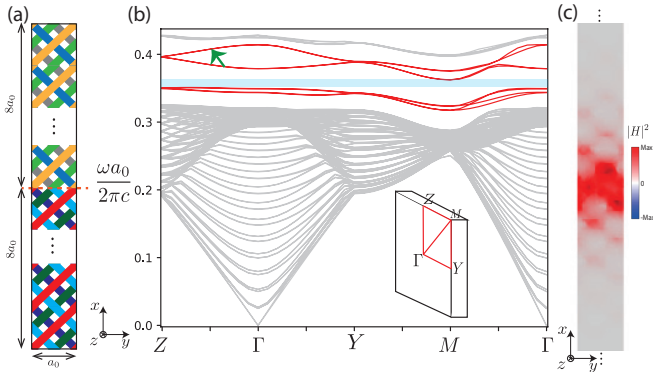 (a)
8a₀
8a₀
a₀
x
z
y
(b)
ωa₀
2πc
0.4
0.3
0.2
0.1
0.0
Z
Γ
Y
M
Γ
Z
M
Γ
Y
(c)
|H|²
Max
0
-Max
x
z
y